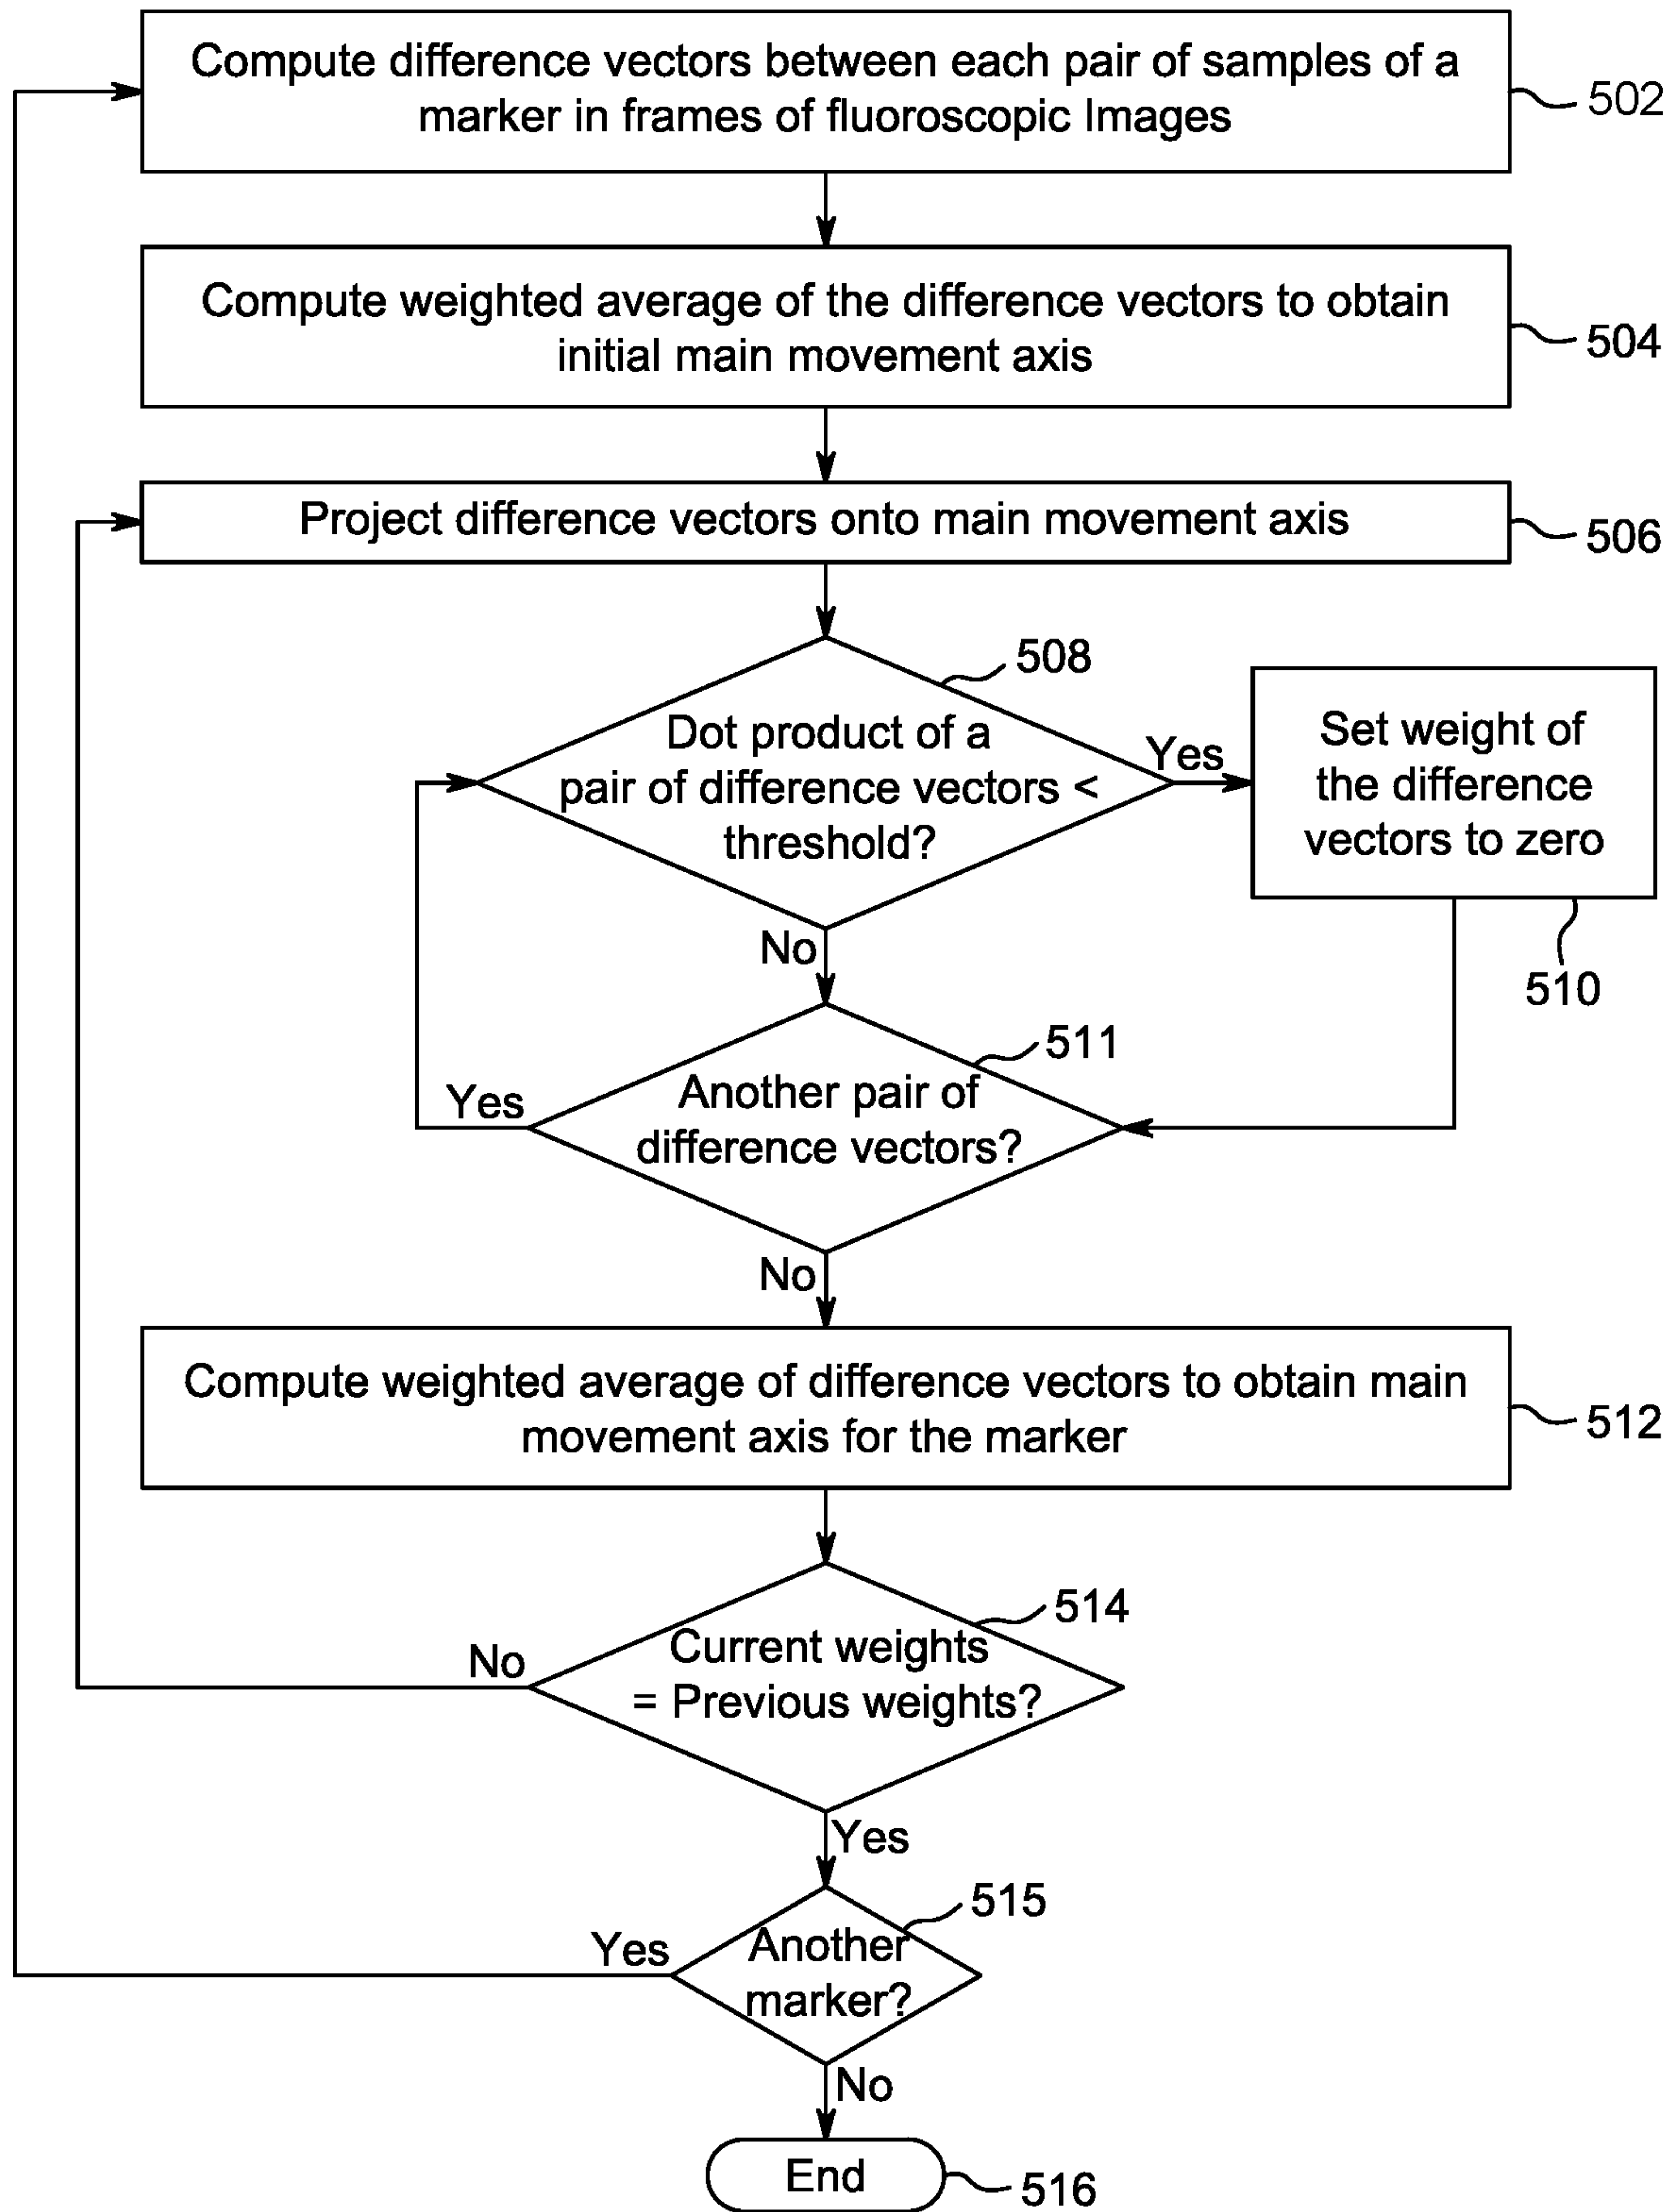 Compute difference vectors between each pair of samples of a
marker in frames of fluoroscopic Images
502
Compute weighted average of the difference vectors to obtain
initial main movement axis
504
Project difference vectors onto main movement axis
506
508
Dot product of a
pair of difference vectors <
threshold?
Yes
Set weight of
the difference
vectors to zero
510
No
511
Another pair of
difference vectors?
Yes
No
Compute weighted average of difference vectors to obtain main
movement axis for the marker
512
514
Current weights
= Previous weights?
No
Yes
515
Another
marker?
Yes
No
End
516